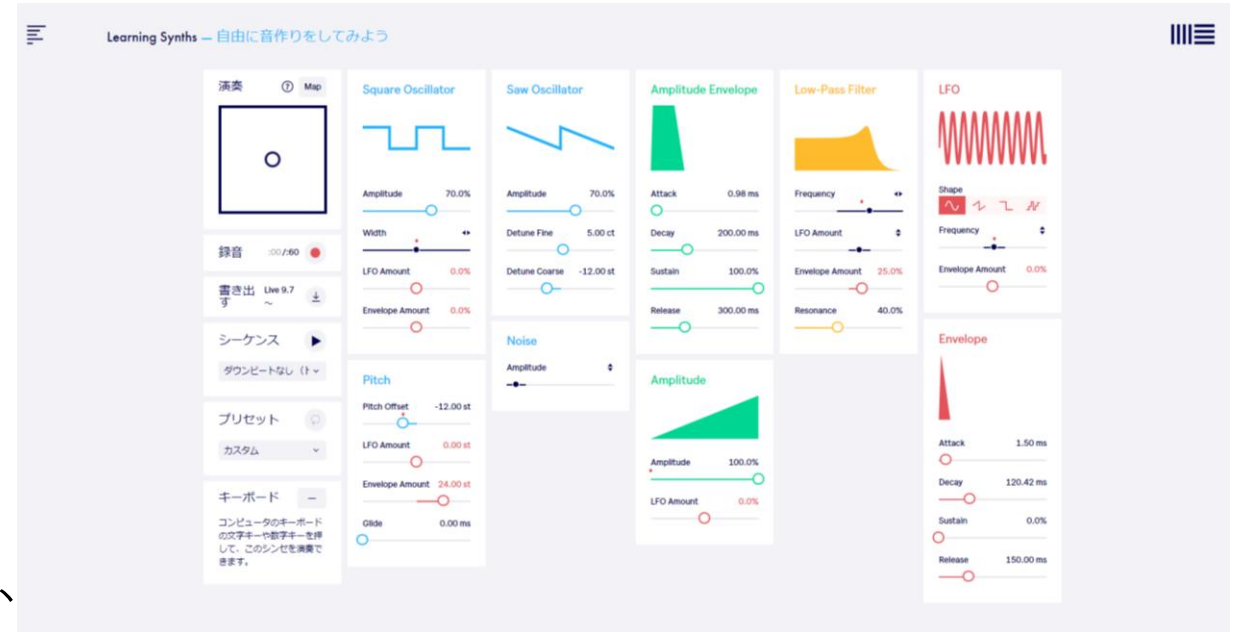 Learning Synths – 自由に音作りをしてみよう
演奏 ? Map
録音 :00/:60
書き出す Live 9.7 ~
シーケンス
ダウンビートなし（ト
プリセット
カスタム
キーボード
コンピュータのキーボード
の文字キーや数字キーを押
して、このシンセを演奏で
きます。
Square Oscillator
Amplitude 70.0%
Width
LFO Amount 0.0%
Envelope Amount 0.0%
Pitch
Pitch Offset -12.00 st
LFO Amount 0.00 st
Envelope Amount 24.00 st
Glide 0.00 ms
Saw Oscillator
Amplitude 70.0%
Detune Fine 5.00 ct
Detune Coarse -12.00 st
Noise
Amplitude
Amplitude Envelope
Attack 0.98 ms
Decay 200.00 ms
Sustain 100.0%
Release 300.00 ms
Amplitude
Amplitude 100.0%
LFO Amount 0.0%
Low-Pass Filter
Frequency
LFO Amount
Envelope Amount 25.0%
Resonance 40.0%
LFO
Shape
Frequency
Envelope Amount 0.0%
Envelope
Attack 1.50 ms
Decay 120.42 ms
Sustain 0.0%
Release 150.00 ms
、